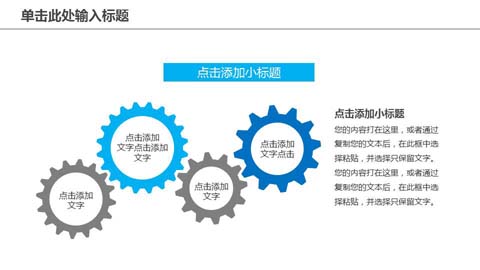 单击此处输入标题
点击添加小标题
点击添加
文字点击添加
文字
点击添加
文字点击
点击添加
文字
点击添加
文字
点击添加小标题
您的内容打在这里，或者通过
复制您的文本后，在此框中选
择粘贴，并选择只保留文字。
您的内容打在这里，或者通过
复制您的文本后，在此框中选
择粘贴，并选择只保留文字。